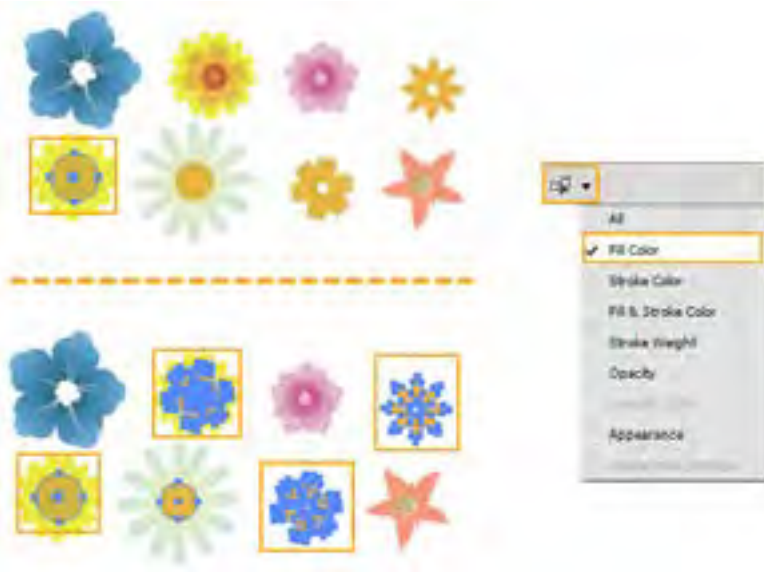 All
Fill Color
Stroke Color
Fill & Stroke Color
Stroke Weight
Opacity
Appearance